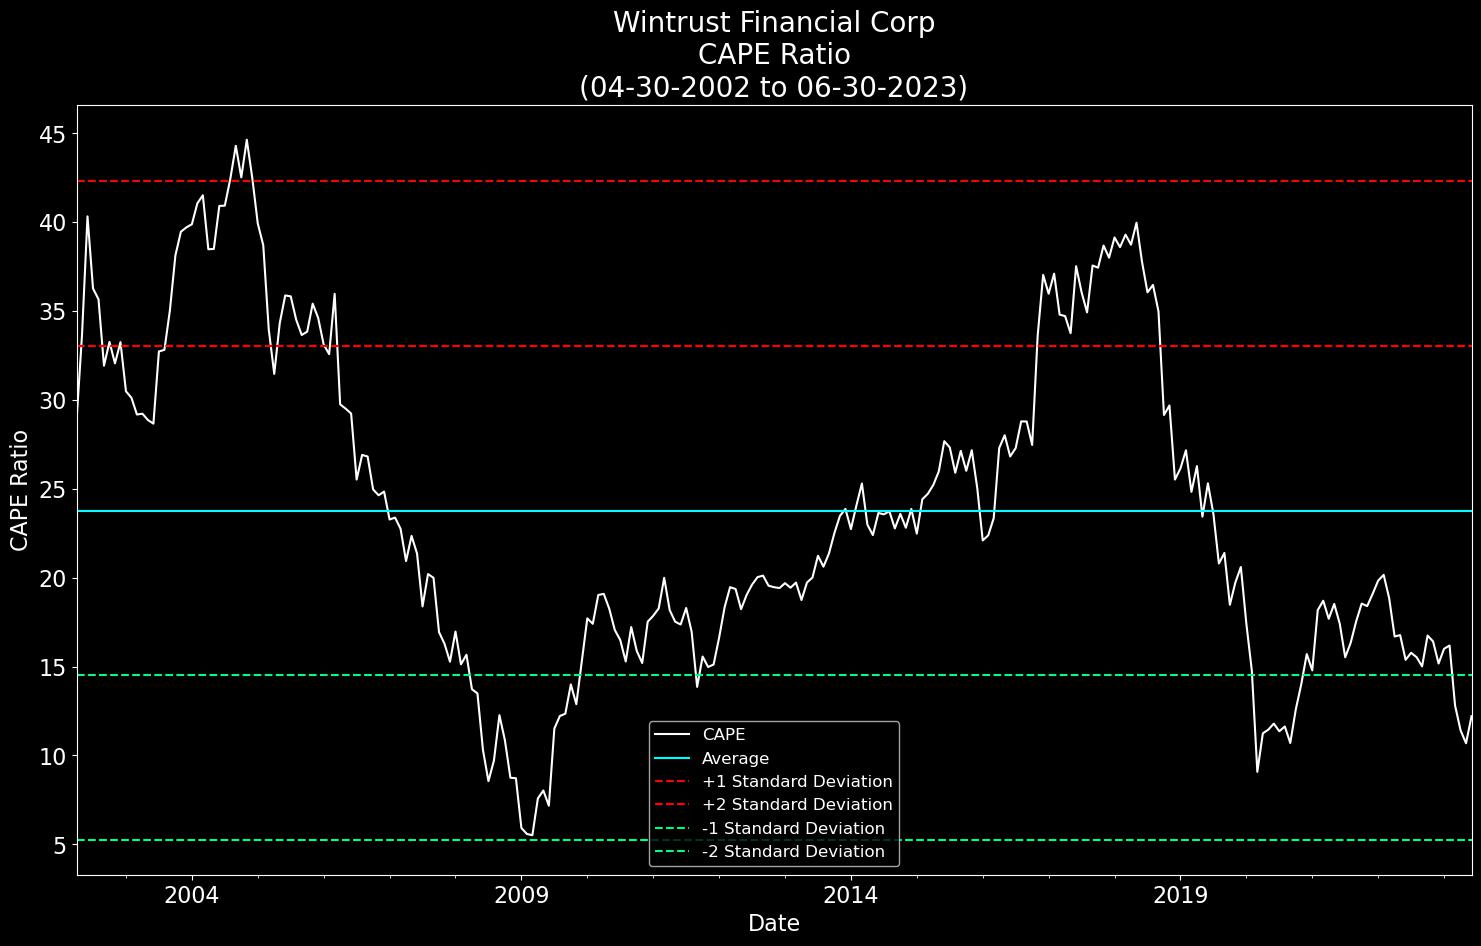 Wintrust Financial Corp
CAPE Ratio
(04-30-2002 to 06-30-2023)
45
40
35
30
25
20
15
10
5
CAPE Ratio
CAPE
Average
+1 Standard Deviation
+2 Standard Deviation
-1 Standard Deviation
-2 Standard Deviation
2004 2009 2014 2019
Date